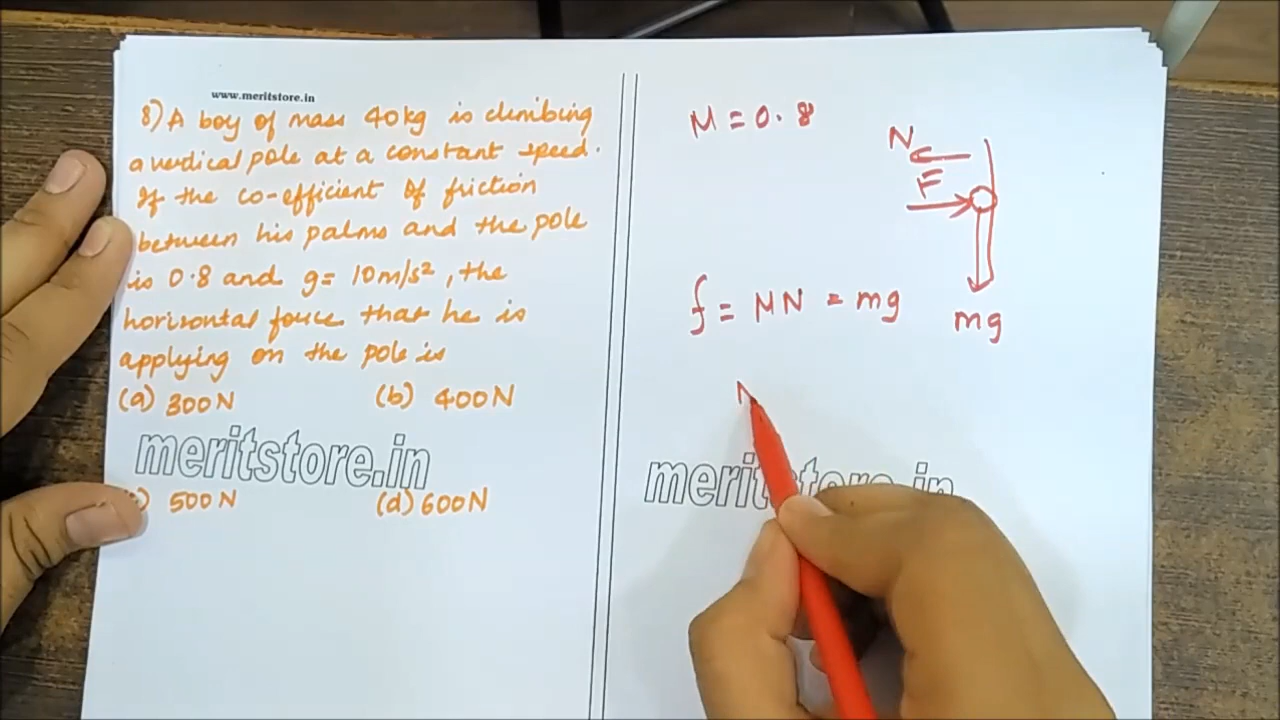 www.meritstore.in
8) A boy of mass 40kg is climbing
a vertical pole at a constant speed.
If the co-efficient of friction
between his palms and the pole
is 0.8 and g= 10m/s², the
horizontal force that he is
applying on the pole is
(a) 300N (b) 400N
meritstore.in
500N (d) 600N
M = 0.8
N
F
mg
f = μN = mg
N
meritstore.in